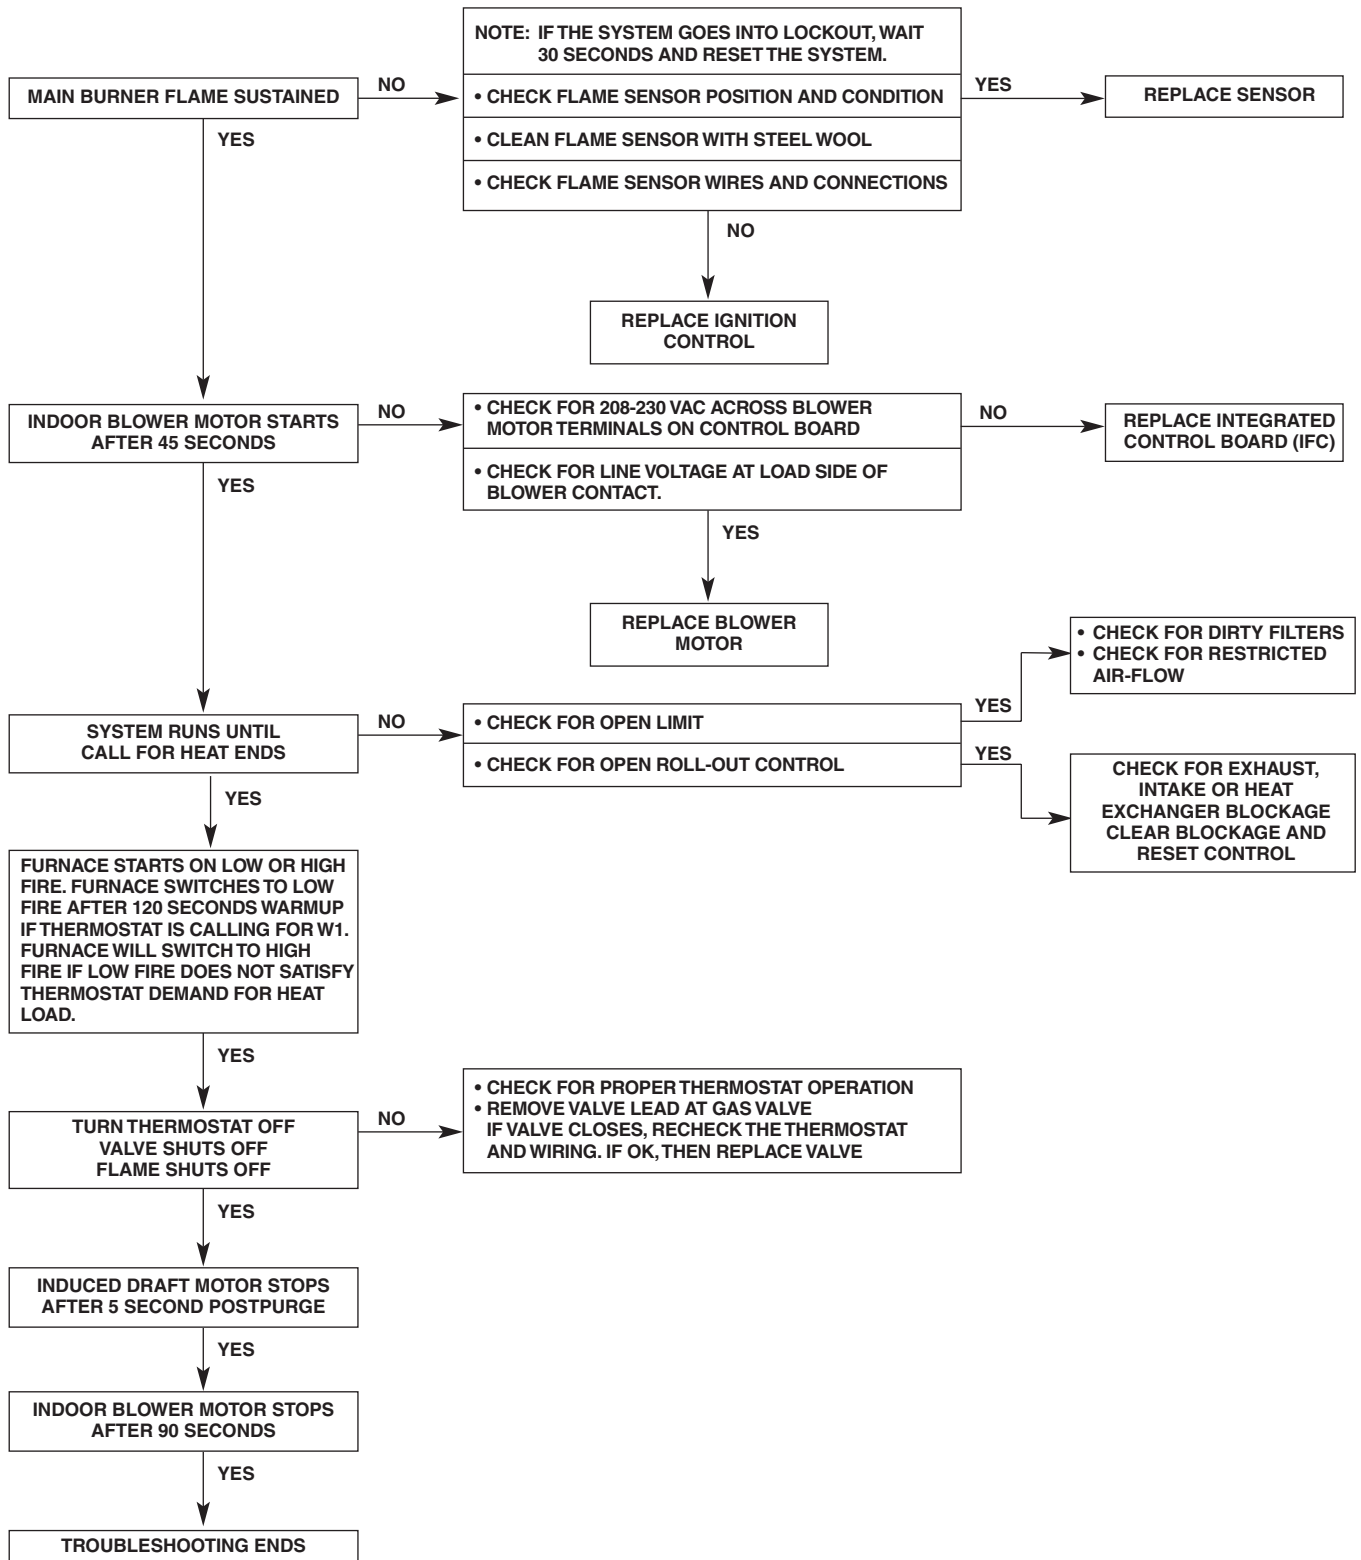 NOTE: IF THE SYSTEM GOES INTO LOCKOUT, WAIT
30 SECONDS AND RESET THE SYSTEM.
MAIN BURNER FLAME SUSTAINED
NO
• CHECK FLAME SENSOR POSITION AND CONDITION
YES
REPLACE SENSOR
YES
• CLEAN FLAME SENSOR WITH STEEL WOOL
• CHECK FLAME SENSOR WIRES AND CONNECTIONS
NO
REPLACE IGNITION
CONTROL
INDOOR BLOWER MOTOR STARTS
AFTER 45 SECONDS
NO
• CHECK FOR 208-230 VAC ACROSS BLOWER
MOTOR TERMINALS ON CONTROL BOARD
NO
REPLACE INTEGRATED
CONTROL BOARD (IFC)
YES
• CHECK FOR LINE VOLTAGE AT LOAD SIDE OF
BLOWER CONTACT.
YES
REPLACE BLOWER
MOTOR
• CHECK FOR DIRTY FILTERS
• CHECK FOR RESTRICTED
AIR-FLOW
SYSTEM RUNS UNTIL
CALL FOR HEAT ENDS
NO
• CHECK FOR OPEN LIMIT
YES
• CHECK FOR OPEN ROLL-OUT CONTROL
YES
CHECK FOR EXHAUST,
INTAKE OR HEAT
EXCHANGER BLOCKAGE
CLEAR BLOCKAGE AND
RESET CONTROL
YES
FURNACE STARTS ON LOW OR HIGH
FIRE. FURNACE SWITCHES TO LOW
FIRE AFTER 120 SECONDS WARMUP
IF THERMOSTAT IS CALLING FOR W1.
FURNACE WILL SWITCH TO HIGH
FIRE IF LOW FIRE DOES NOT SATISFY
THERMOSTAT DEMAND FOR HEAT
LOAD.
YES
TURN THERMOSTAT OFF
VALVE SHUTS OFF
FLAME SHUTS OFF
NO
• CHECK FOR PROPER THERMOSTAT OPERATION
• REMOVE VALVE LEAD AT GAS VALVE
IF VALVE CLOSES, RECHECK THE THERMOSTAT
AND WIRING. IF OK, THEN REPLACE VALVE
YES
INDUCED DRAFT MOTOR STOPS
AFTER 5 SECOND POSTPURGE
YES
INDOOR BLOWER MOTOR STOPS
AFTER 90 SECONDS
YES
TROUBLESHOOTING ENDS